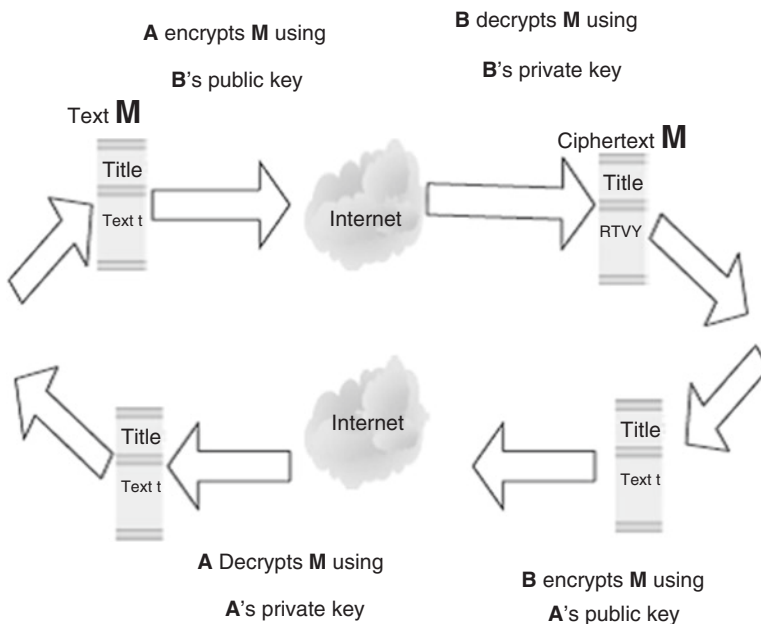 A encrypts M using
B's public key
B decrypts M using
B's private key
Text M
Title
Text t
Internet
Ciphertext M
Title
RTVY
Title
Text t
Internet
Title
Text t
A Decrypts M using
A's private key
B encrypts M using
A's public key